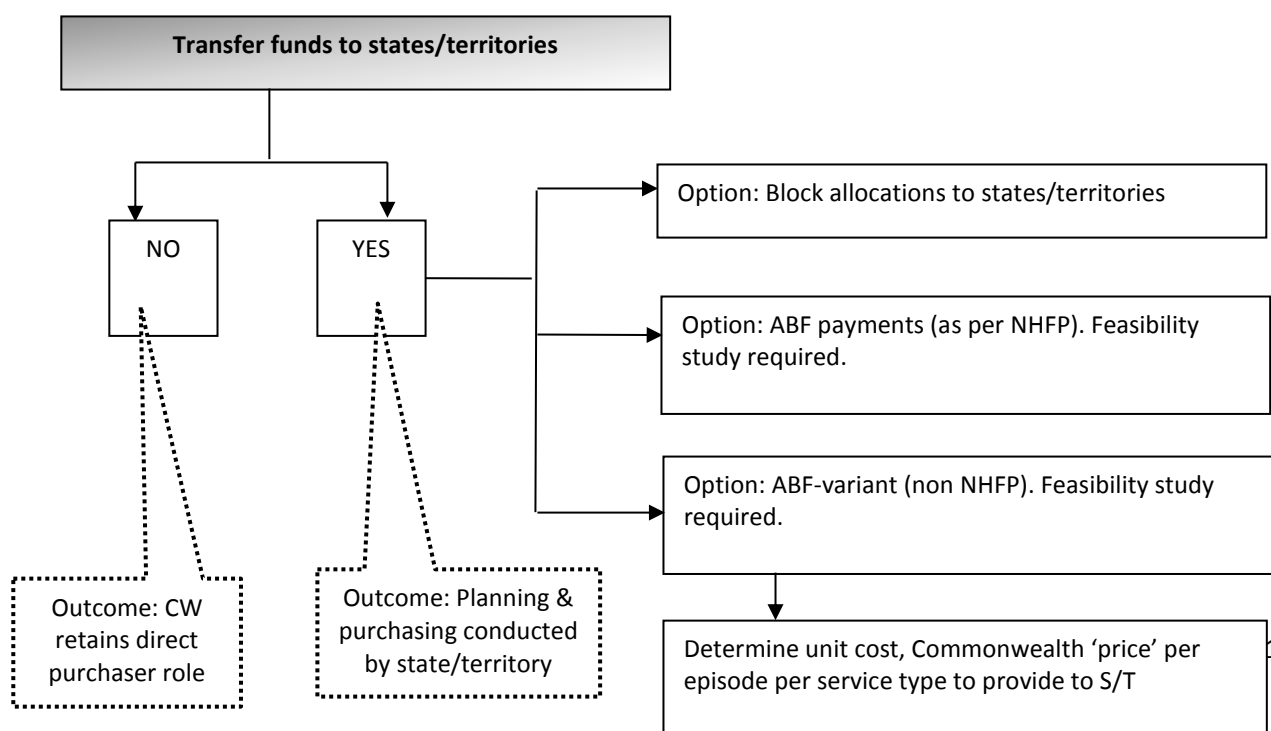 Transfer funds to states/territories
NO
YES
Option: Block allocations to states/territories
Option: ABF payments (as per NHFP). Feasibility
study required.
Option: ABF-variant (non NHFP). Feasibility study
required.
Outcome: CW
retains direct
purchaser role
Outcome: Planning &
purchasing conducted
by state/territory
Determine unit cost, Commonwealth ‘price’ per
episode per service type to provide to S/T